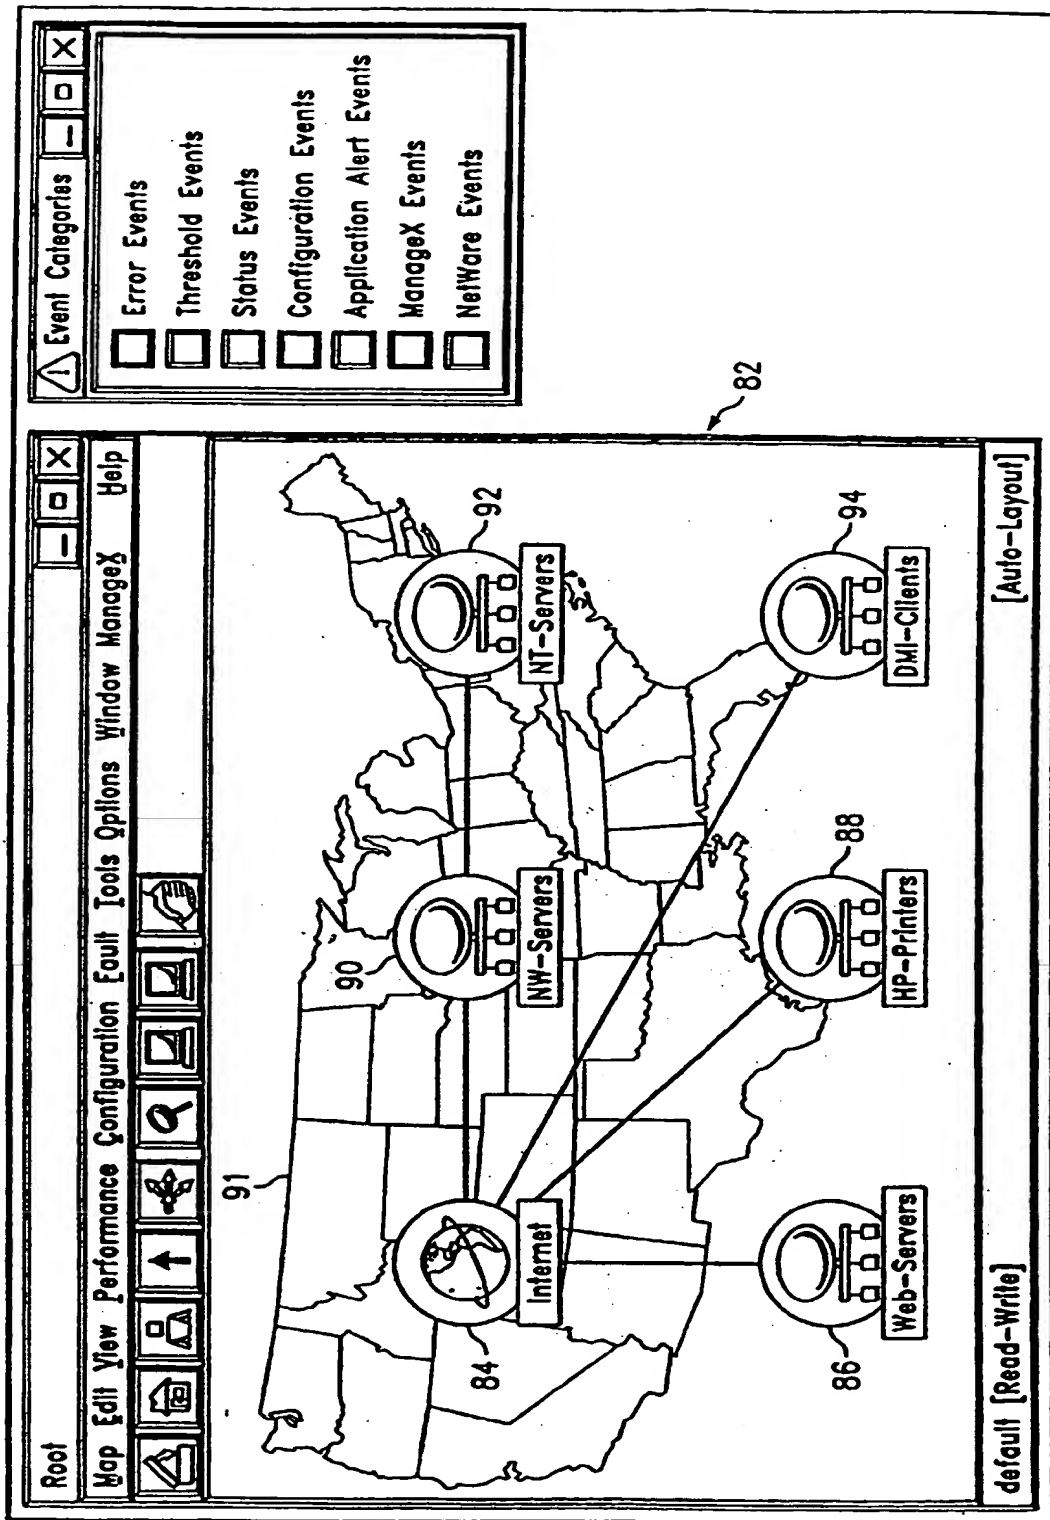 Root
Map Edit View Performance Configuration Fault Tools Options Window ManageX Help
91
84
Internet
90
NW-Servers
92
NT-Servers
86
Web-Servers
88
HP-Printers
94
DMI-Clients
default [Read-Write] [Auto-Layout]
82
Event Categories
Error Events
Threshold Events
Status Events
Configuration Events
Application Alert Events
ManageX Events
NetWare Events